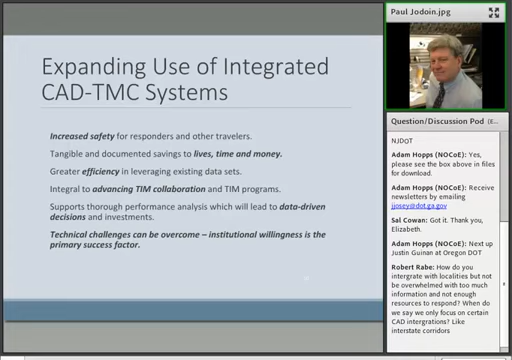 Expanding Use of Integrated
CAD-TMC Systems
Increased safety for responders and other travelers.
Tangible and documented savings to lives, time and money.
Greater efficiency in leveraging existing data sets.
Integral to advancing TIM collaboration and TIM programs.
Supports thorough performance analysis which will lead to data-driven
decisions and investments.
Technical challenges can be overcome – institutional willingness is the
primary success factor.
Paul Jodoin.jpg
Question/Discussion Pod (E...
NJDOT
Adam Hopps (NOCoE): Yes,
please see the box above in files
for download.
Adam Hopps (NOCoE): Receive
newsletters by emailing
jjosey@dot.ga.gov
Sal Cowan: Got it. Thank you,
Elizabeth.
Adam Hopps (NOCoE): Next up
Justin Guinan at Oregon DOT
Robert Rabe: How do you
intergrate with localities but not
be overwhelmed with too much
information and not enough
resources to respond? When do
we say we only focus on certain
CAD intergrations? Like
interstate corridors